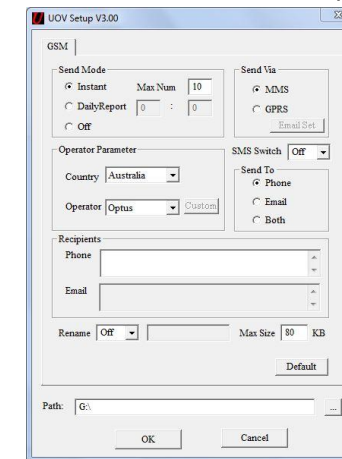 UOV Setup V3.00
GSM
Send Mode
Instant Max Num 10
DailyReport 0 : 0
Off
Send Via
MMS
GPRS
Email Set
Operator Parameter
Country Australia
Operator Optus Custom
SMS Switch Off
Send To
Phone
Email
Both
Recipients
Phone
Email
Rename Off Max Size 80 KB
Default
Path: G:\ ...
OK Cancel